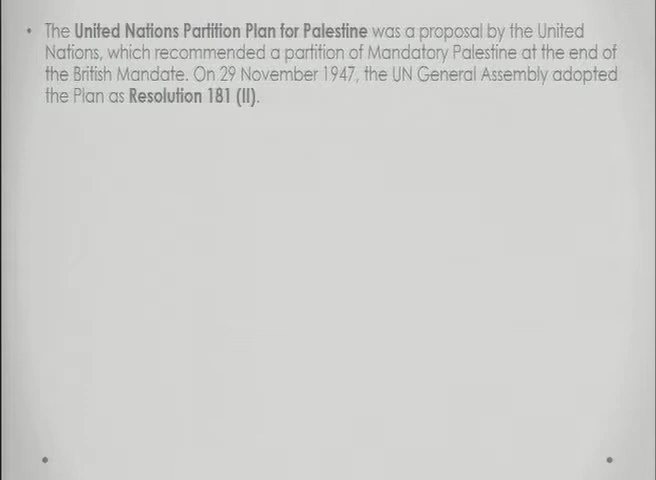 • The United Nations Partition Plan for Palestine was a proposal by the United
Nations, which recommended a partition of Mandatory Palestine at the end of
the British Mandate. On 29 November 1947, the UN General Assembly adopted
the Plan as Resolution 181 (II).